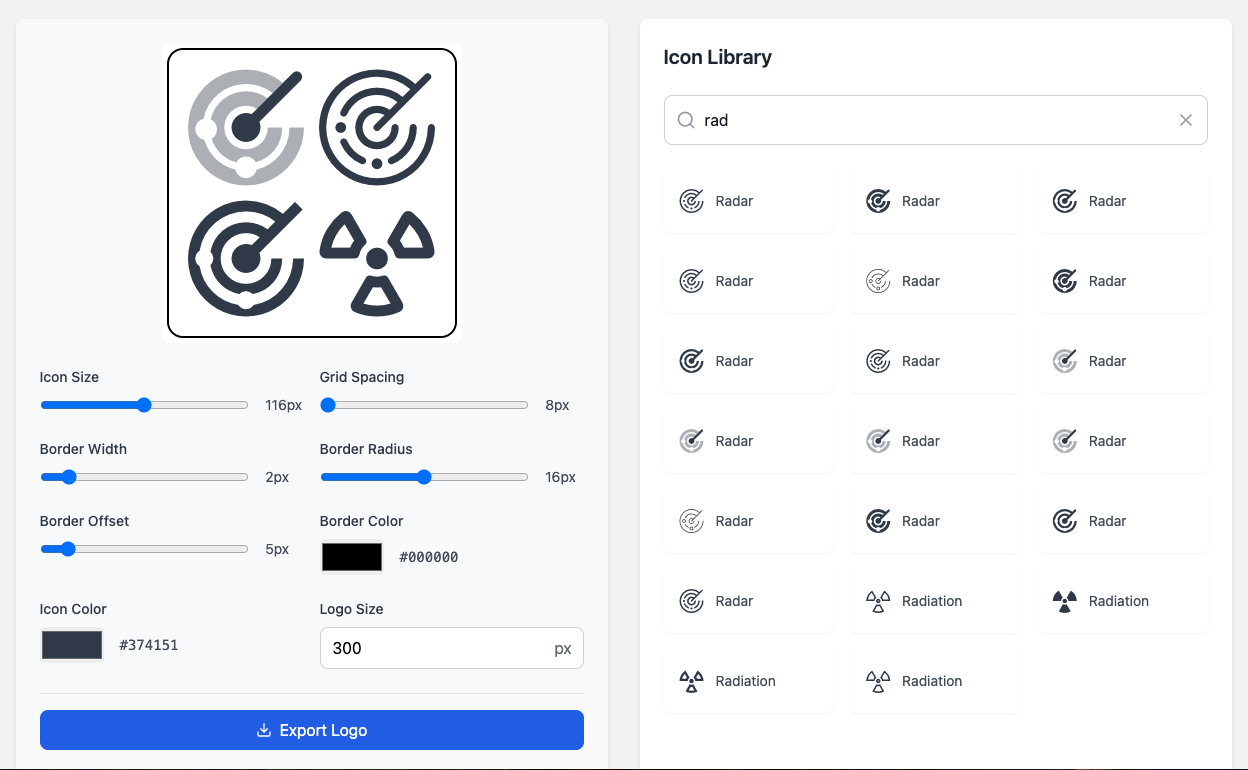 Icon Size
116px
Grid Spacing
8px
Border Width
2px
Border Radius
16px
Border Offset
5px
Border Color
#000000
Icon Color
#374151
Logo Size
300 px
Export Logo
Icon Library
rad
Radar Radar Radar
Radar Radar Radar
Radar Radar Radar
Radar Radar Radar
Radar Radar Radar
Radar Radiation Radiation
Radiation Radiation